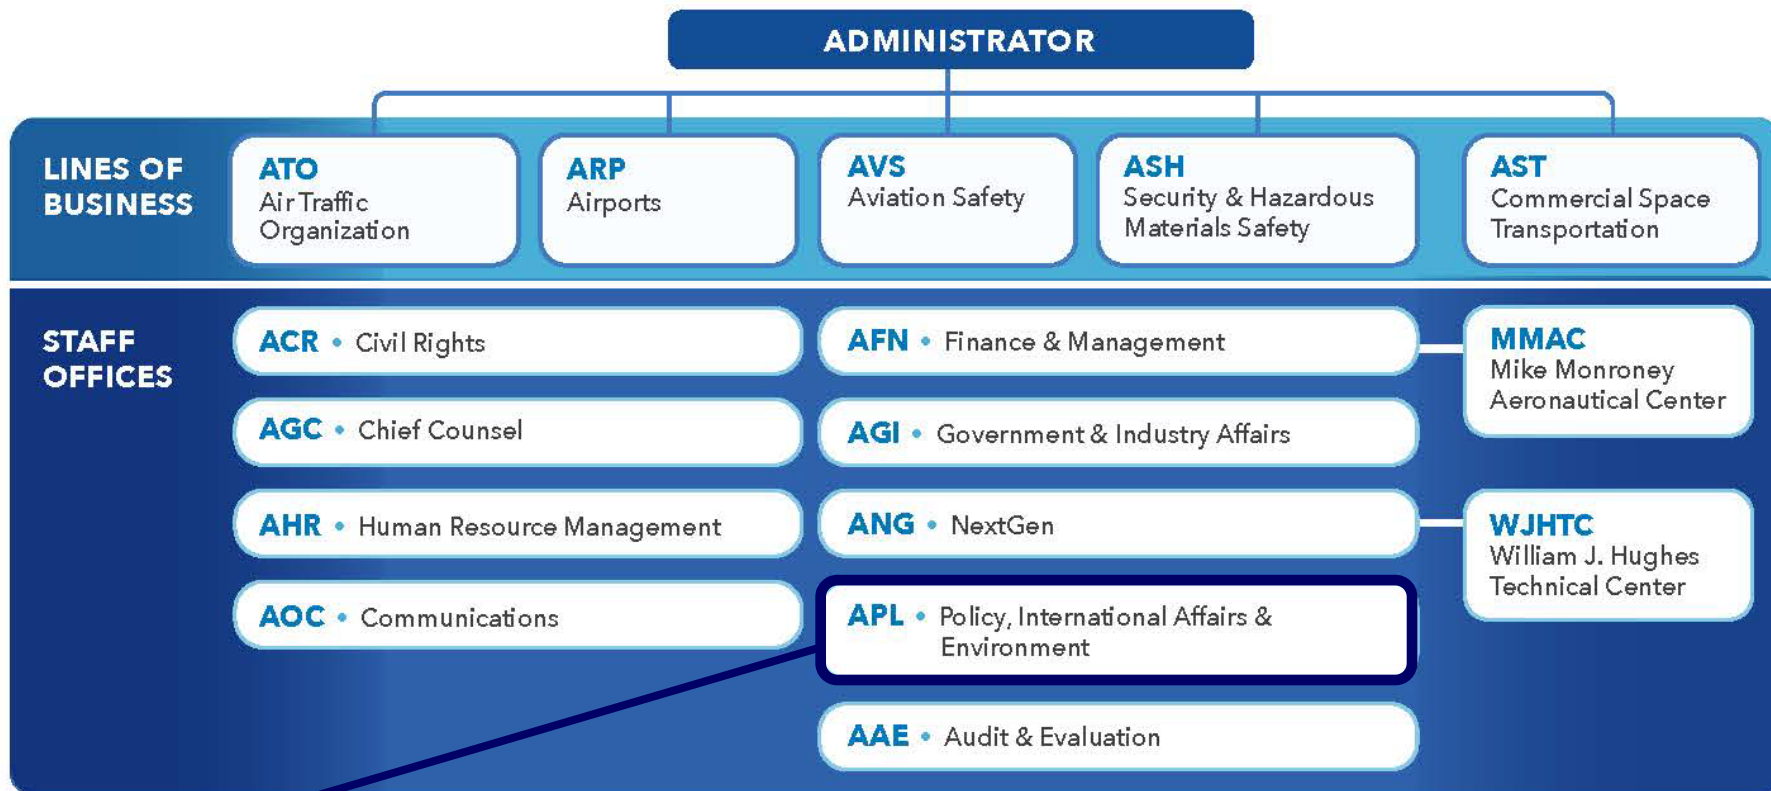 ADMINISTRATOR
LINES OF
BUSINESS
ATO
Air Traffic
Organization
ARP
Airports
AVS
Aviation Safety
ASH
Security & Hazardous
Materials Safety
AST
Commercial Space
Transportation
STAFF
OFFICES
ACR • Civil Rights
AGC • Chief Counsel
AHR • Human Resource Management
AOC • Communications
AFN • Finance & Management
AGI • Government & Industry Affairs
ANG • NextGen
APL • Policy, International Affairs &
Environment
AAE • Audit & Evaluation
MMAC
Mike Monroney
Aeronautical Center
WJHTC
William J. Hughes
Technical Center